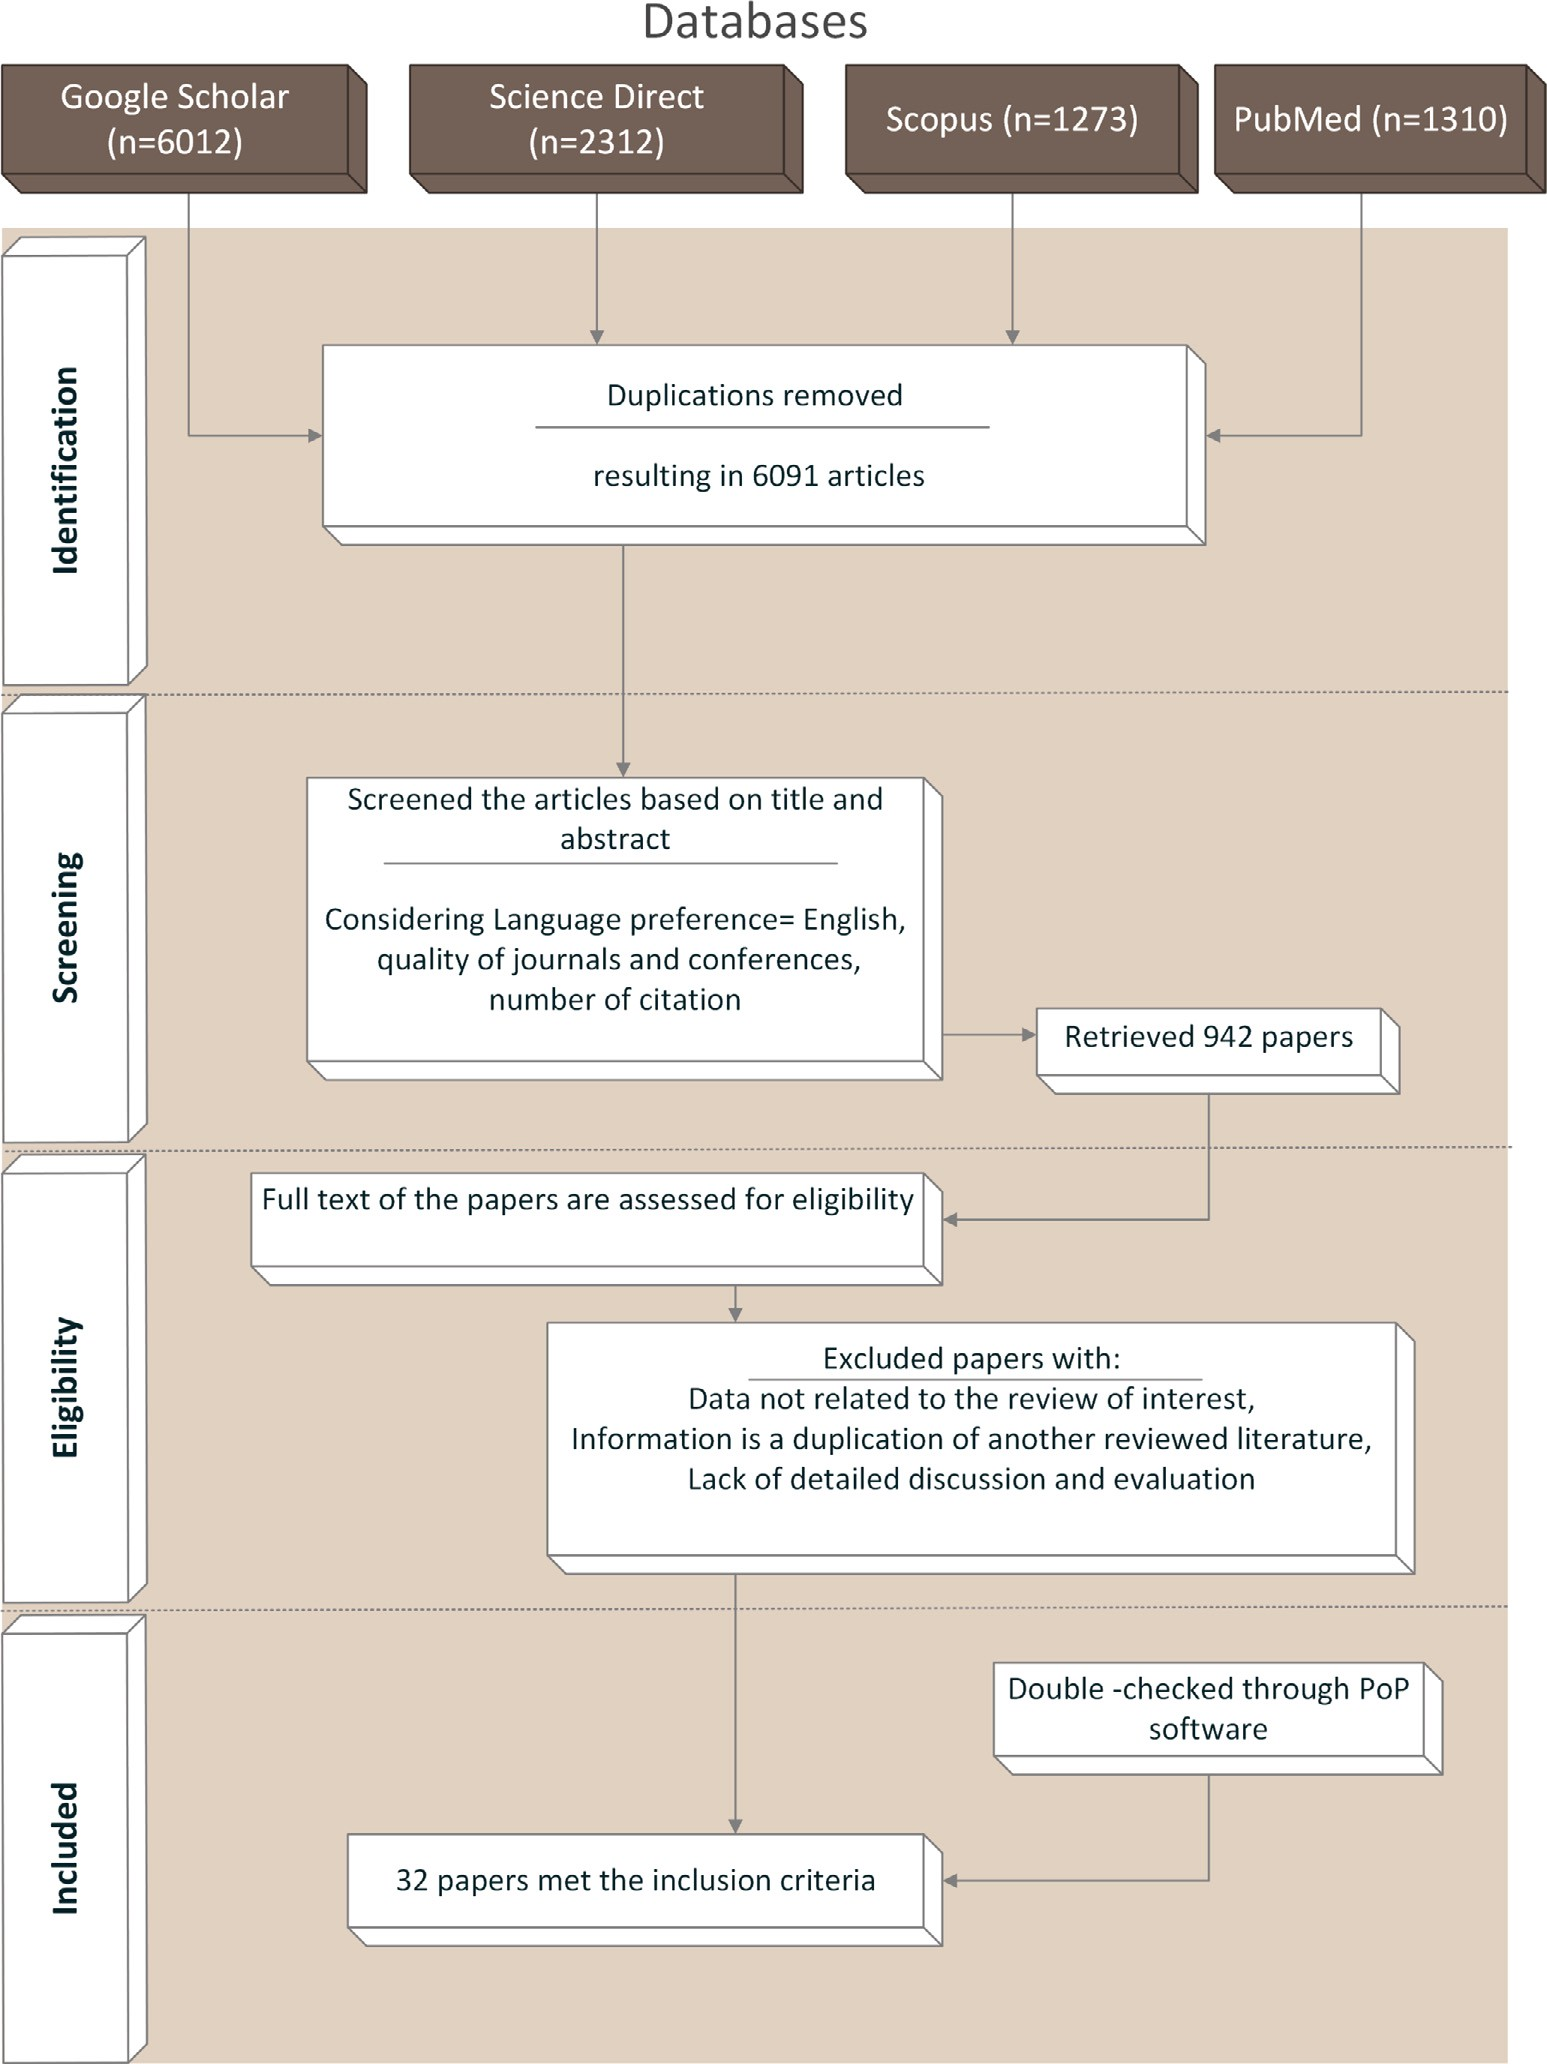 Databases
Google Scholar
(n=6012)
Science Direct
(n=2312)
Scopus (n=1273)
PubMed (n=1310)
Identification
Duplications removed
resulting in 6091 articles
Screening
Screened the articles based on title and
abstract
Considering Language preference= English,
quality of journals and conferences,
number of citation
Retrieved 942 papers
Eligibility
Full text of the papers are assessed for eligibility
Excluded papers with:
Data not related to the review of interest,
Information is a duplication of another reviewed literature,
Lack of detailed discussion and evaluation
Included
Double -checked through PoP
software
32 papers met the inclusion criteria